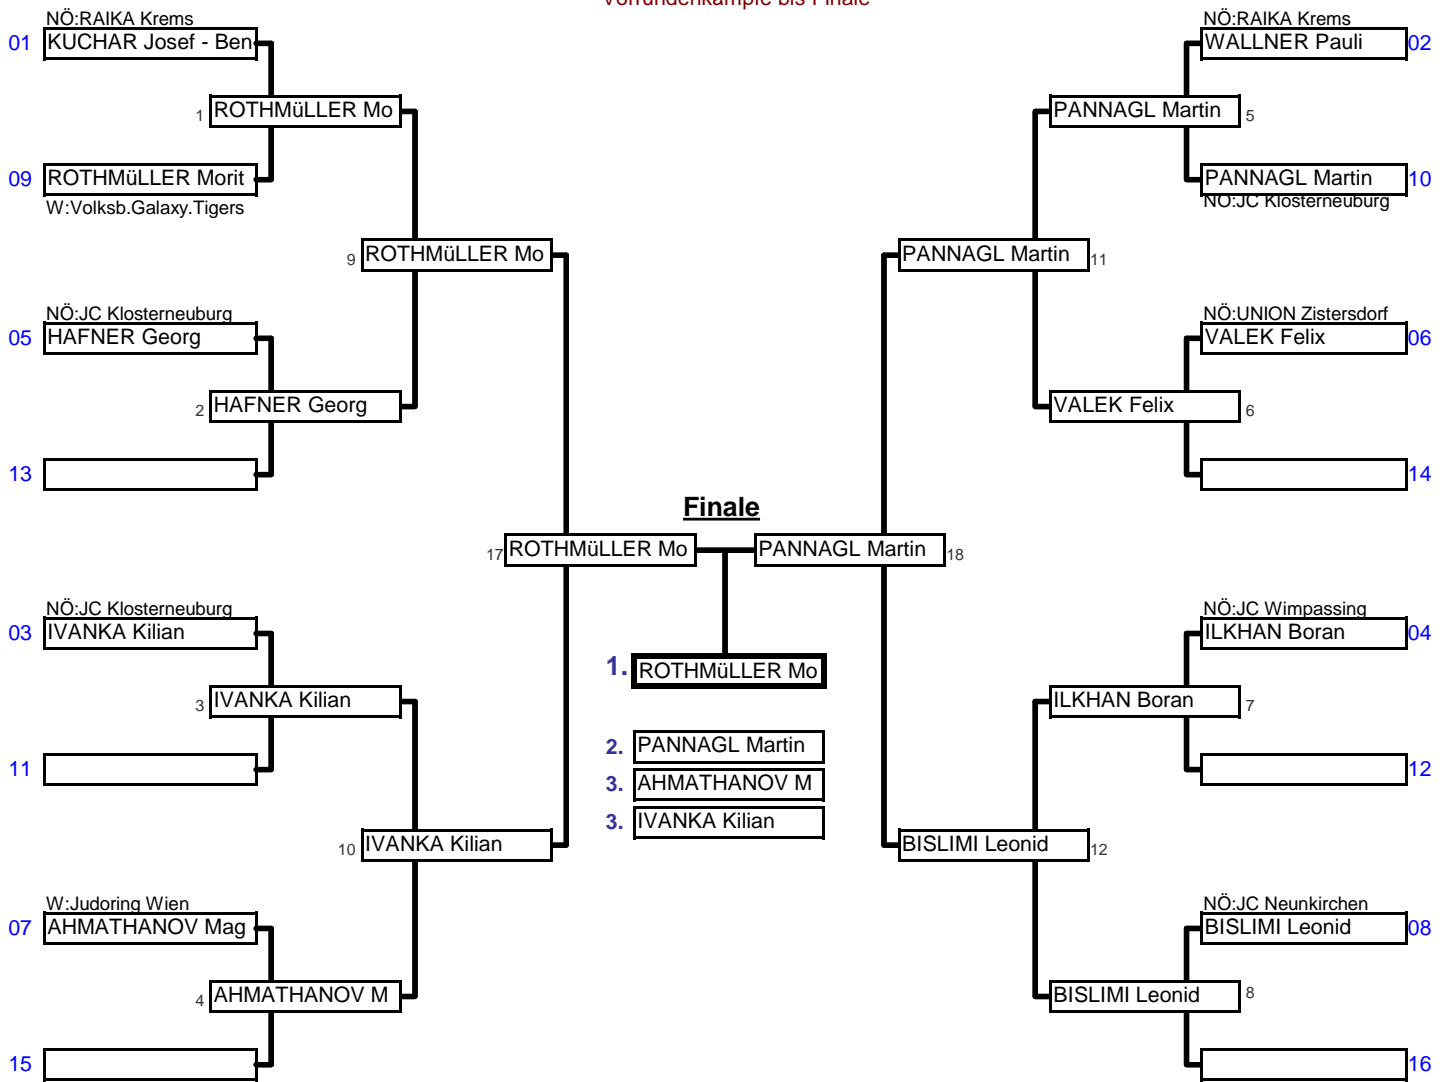 Vorrundenkämpfe bis Finale
NÖ:RAIKA Krems
01 KUCHAR Josef - Ben
1 ROTHMüLLER Mo
09 ROTHMüLLER Morit
W:Volksb.Galaxy.Tigers
9 ROTHMüLLER Mo
NÖ:JC Klosterneuburg
05 HAFNER Georg
2 HAFNER Georg
13
17 ROTHMüLLER Mo
NÖ:JC Klosterneuburg
03 IVANKA Kilian
3 IVANKA Kilian
11
10 IVANKA Kilian
W:Judoring Wien
07 AHMATHANOV Mag
4 AHMATHANOV M
15
Finale
1. ROTHMüLLER Mo
2. PANNAGL Martin
3. AHMATHANOV M
3. IVANKA Kilian
NÖ:RAIKA Krems
WALLNER Pauli 02
PANNAGL Martin 5
PANNAGL Martin 10
NÖ:JC Klosterneuburg
PANNAGL Martin 11
NÖ:UNION Zistersdorf
VALEK Felix 06
VALEK Felix 6
14
PANNAGL Martin 18
NÖ:JC Wimpassing
ILKHAN Boran 04
ILKHAN Boran 7
12
BISLIMI Leonid 12
NÖ:JC Neunkirchen
BISLIMI Leonid 08
BISLIMI Leonid 8
16